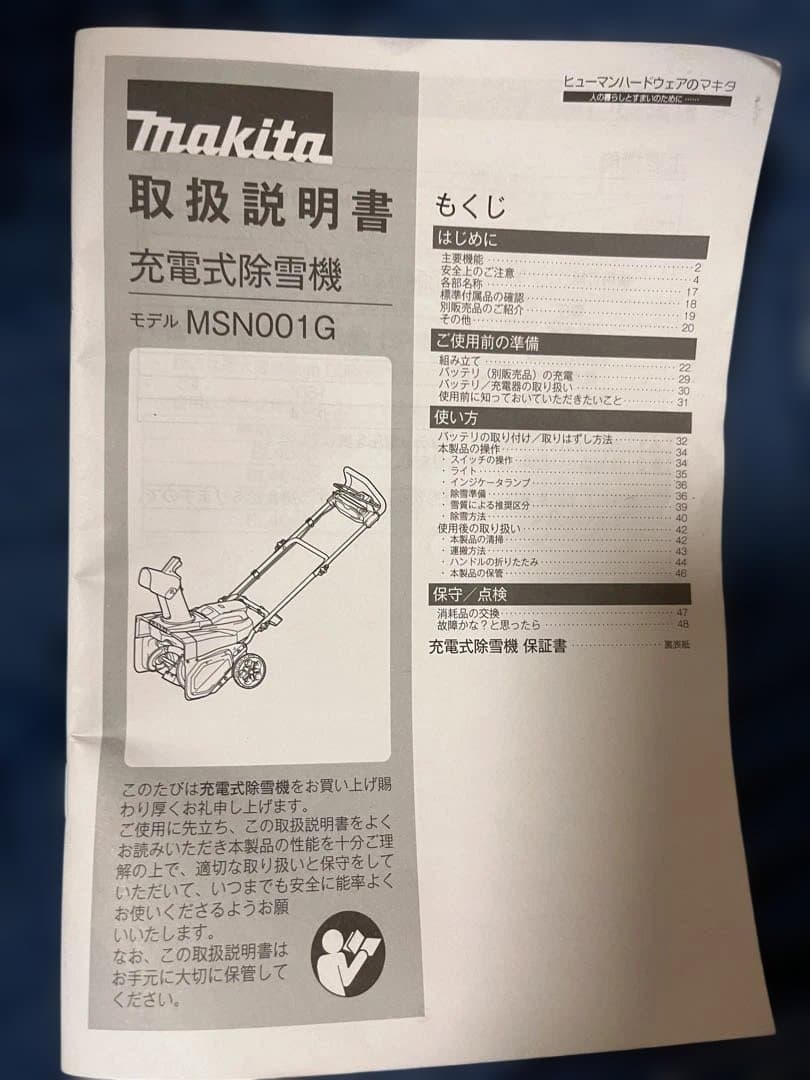 makita
取扱説明書
充電式除雪機
モデル MSN001G
このたびは充電式除雪機をお買い上げ賜
わり厚くお礼申し上げます。
ご使用に先立ち、この取扱説明書をよく
お読みいただき本製品の性能を十分ご理
解の上で、適切な取り扱いと保守をして
いただいて、いつまでも安全に能率よく
お使いくださるようお願
いいたします。
なお、この取扱説明書は
お手元に大切に保管して
ください。
ヒューマンハードウェアのマキタ
人の暮らしとすまいのために……
もくじ
はじめに
主要機能……2
安全上のご注意……4
各部名称……17
標準付属品の確認……18
別販売品のご紹介……19
その他……20
ご使用前の準備
組み立て……22
バッテリ（別販売品）の充電……29
バッテリ／充電器の取り扱い……30
使用前に知っておいていただきたいこと……31
使い方
バッテリの取り付け／取りはずし方法……32
本製品の操作……34
・スイッチの操作……34
・ライト……35
・インジケータランプ……36
・除雪準備……36
・雪質による推奨区分……39
・除雪方法……40
使用後の取り扱い……42
・本製品の清掃……42
・運搬方法……43
・ハンドルの折りたたみ……44
・本製品の保管……46
保守／点検
消耗品の交換……47
故障かな？と思ったら……48
充電式除雪機 保証書……裏表紙